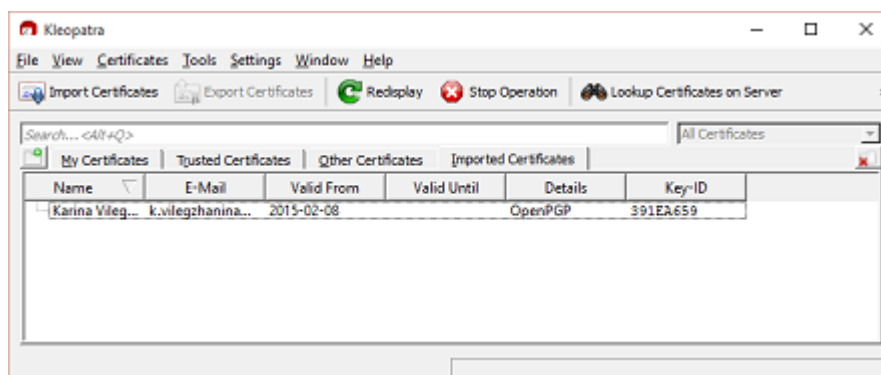 Kleopatra
File View Certificates Tools Settings Window Help
Import Certificates Export Certificates Redisplay Stop Operation Lookup Certificates on Server
Search... <Alt+Q> All Certificates
My Certificates Trusted Certificates Other Certificates Imported Certificates
Name E-Mail Valid From Valid Until Details Key-ID
Karina Vileg... k.vilegzhanina... 2015-02-08 OpenPGP 391EA659